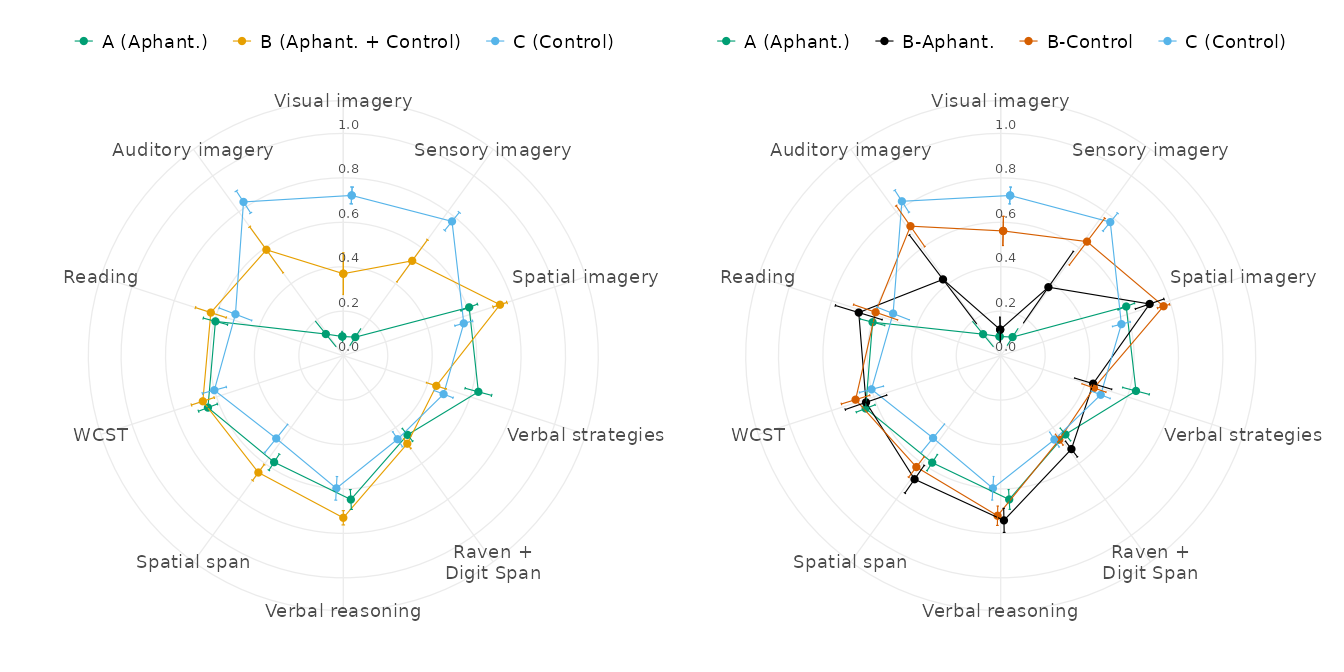 A (Aphant.) B (Aphant. + Control) C (Control)
Visual imagery
1.0
Auditory imagery
Sensory imagery
0.8
0.6
Reading
0.4
Spatial imagery
0.2
0.0
WCST
Verbal strategies
Spatial span
Raven +
Digit Span
Verbal reasoning
A (Aphant.) B-Aphant. B-Control C (Control)
Visual imagery
1.0
Auditory imagery
Sensory imagery
0.8
0.6
Reading
0.4
Spatial imagery
0.2
0.0
WCST
Verbal strategies
Spatial span
Raven +
Digit Span
Verbal reasoning